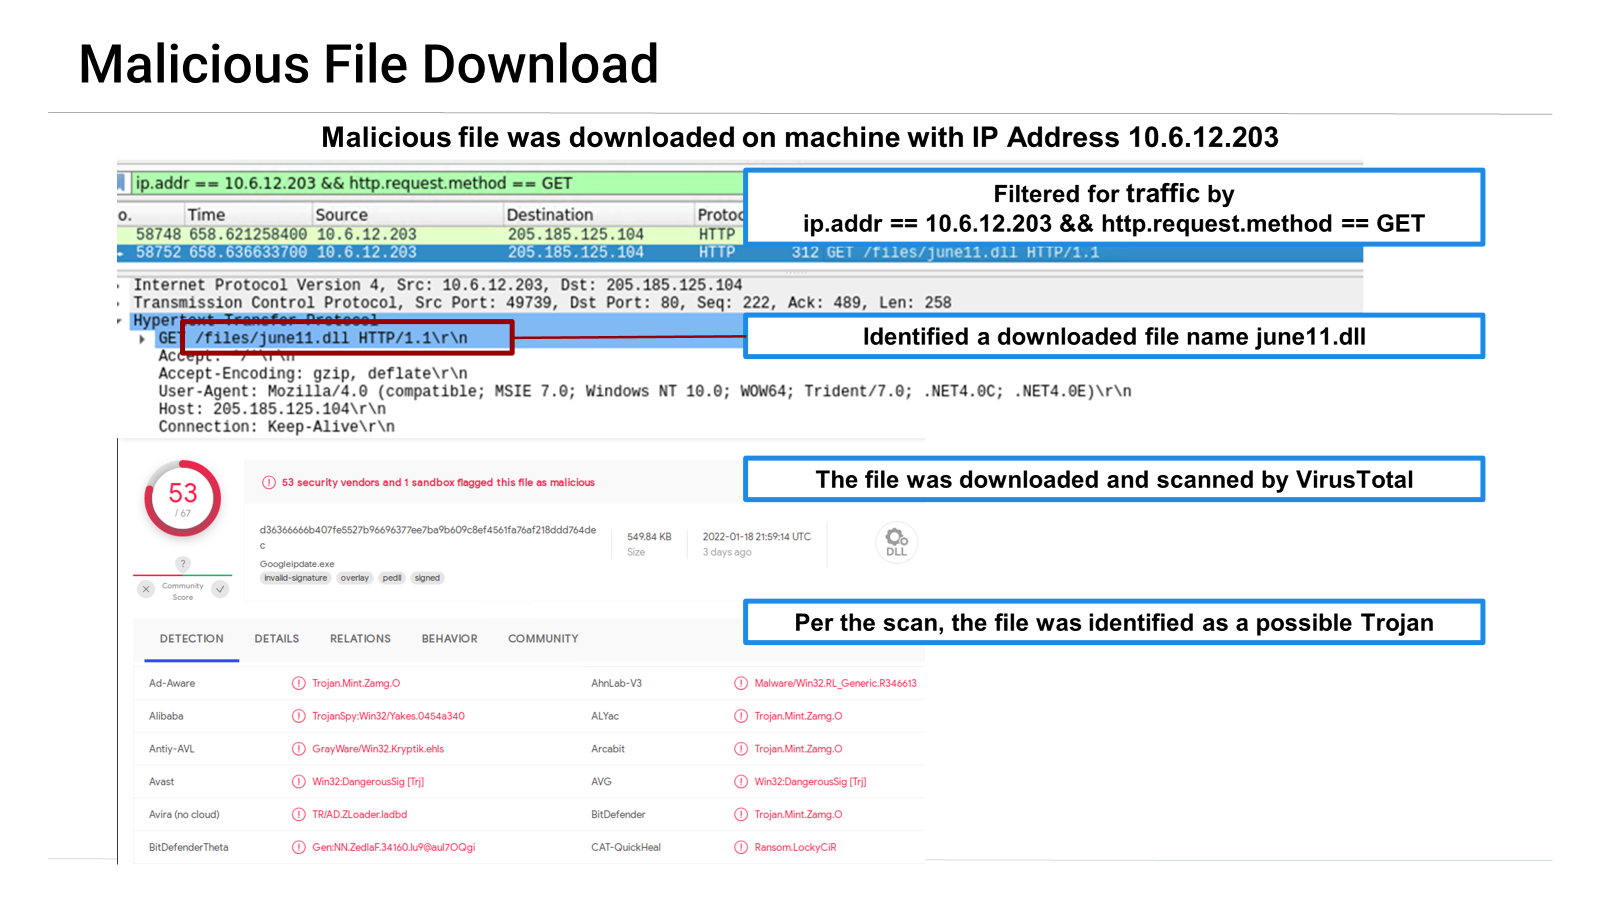 Malicious File Download
Malicious file was downloaded on machine with IP Address 10.6.12.203
ip.addr == 10.6.12.203 && http.request.method == GET
Filtered for traffic by
ip.addr == 10.6.12.203 && http.request.method == GET
o. Time Source Destination Protoc
58748 658.621258400 10.6.12.203 205.185.125.104 HTTP
58752 658.636633700 10.6.12.203 205.185.125.104 HTTP 312 GET /files/june11.dll HTTP/1.1
Internet Protocol Version 4, Src: 10.6.12.203, Dst: 205.185.125.104
Transmission Control Protocol, Src Port: 49739, Dst Port: 80, Seq: 222, Ack: 489, Len: 258
Hypertext Transfer Protocol
GET /files/june11.dll HTTP/1.1\r\n
Identified a downloaded file name june11.dll
Accept: */*\r\n
Accept-Encoding: gzip, deflate\r\n
User-Agent: Mozilla/4.0 (compatible; MSIE 7.0; Windows NT 10.0; WOW64; Trident/7.0; .NET4.0C; .NET4.0E)\r\n
Host: 205.185.125.104\r\n
Connection: Keep-Alive\r\n
53
/ 67
53 security vendors and 1 sandbox flagged this file as malicious
The file was downloaded and scanned by VirusTotal
d36366666b407fe5527b96696377ee7ba9b609c8ef4561fa76af218ddd764de
c
549.84 KB
Size
2022-01-18 21:59:14 UTC
3 days ago
DLL
Googleipdate.exe
invalid-signature overlay pedll signed
?
Community
Score
Per the scan, the file was identified as a possible Trojan
DETECTION DETAILS RELATIONS BEHAVIOR COMMUNITY
Ad-Aware Trojan.Mint.Zamg.O AhnLab-V3 Malware/Win32.RL_Generic.R346613
Alibaba TrojanSpy:Win32/Yakes.0454a340 ALYac Trojan.Mint.Zamg.O
Antiy-AVL GrayWare/Win32.Kryptik.ehls Arcabit Trojan.Mint.Zamg.O
Avast Win32:DangerousSig [Trj] AVG Win32:DangerousSig [Trj]
Avira (no cloud) TR/AD.ZLoader.ladbd BitDefender Trojan.Mint.Zamg.O
BitDefenderTheta Gen:NN.ZedlaF.34160.lu9@aul7OQgi CAT-QuickHeal Ransom.LockyCiR